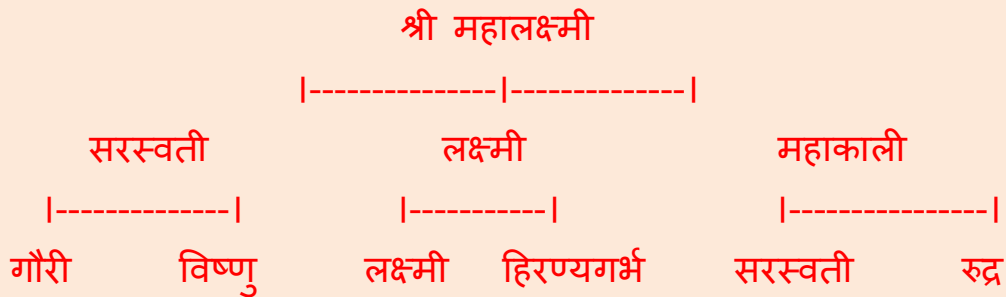 श्री महालक्ष्मी
|---------------|--------------|
सरस्वती लक्ष्मी महाकाली
|--------------| |-----------| |----------------|
गौरी विष्णु लक्ष्मी हिरण्यगर्भ सरस्वती रुद्र